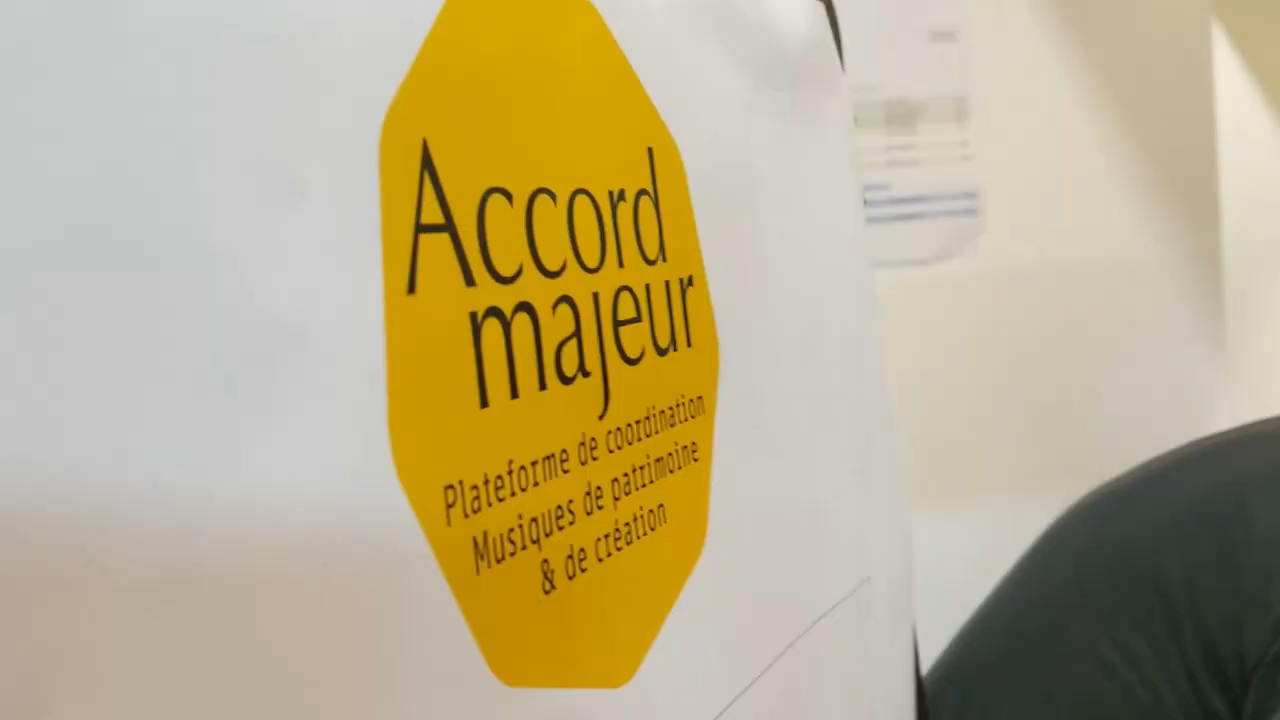 Accord
majeur
Plateforme de coordination
Musiques de patrimoine
& de création